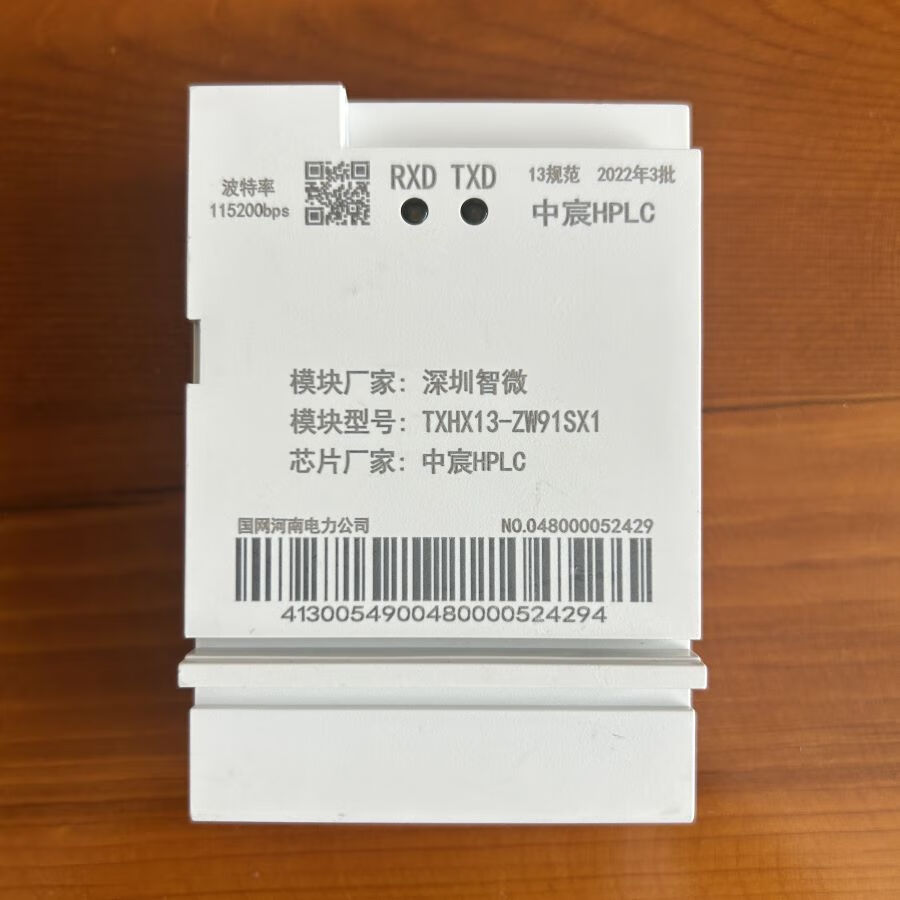 波特率
115200bps
RXD TXD
13规范 2022年3批
中宸HPLC
模块厂家: 深圳智微
模块型号: TXHX13-ZW91SX1
芯片厂家: 中宸HPLC
国网河南电力公司 NO.048000052429
4130054900480000524294